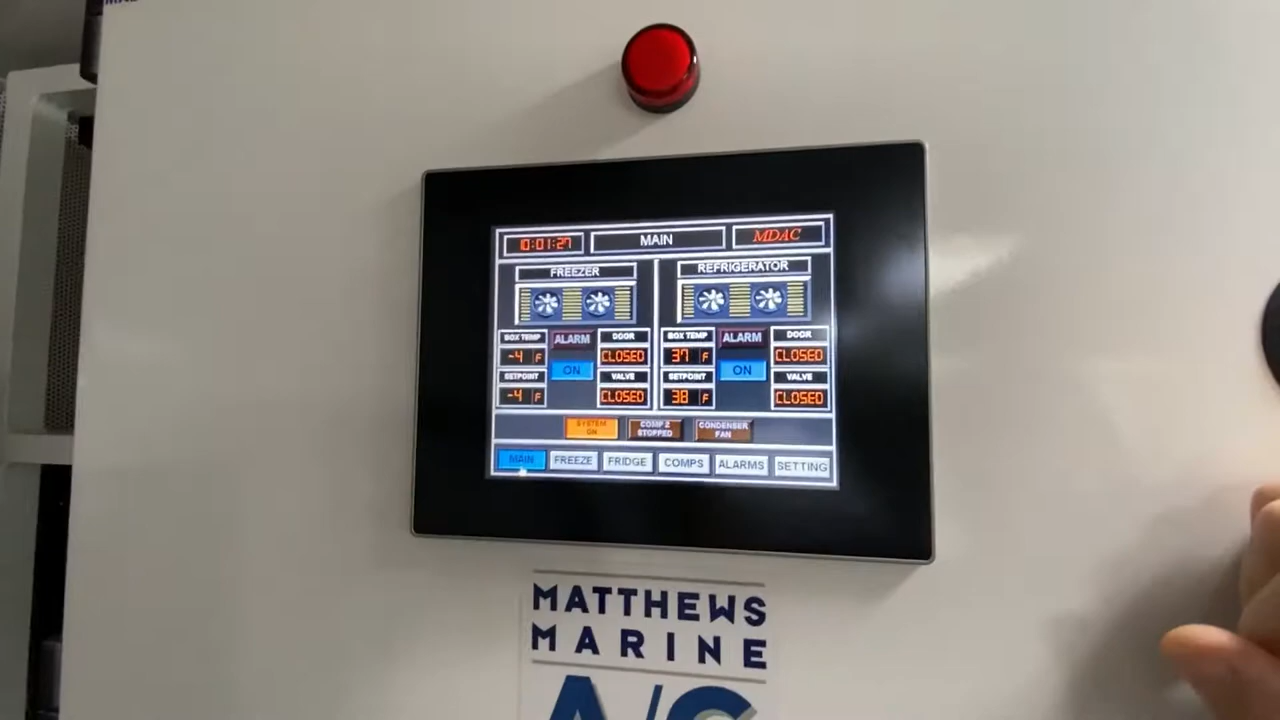 10:01:27 MAIN MDAC
FREEZER REFRIGERATOR
BOX TEMP ALARM DOOR BOX TEMP ALARM DOOR
-4 F CLOSED 37 F CLOSED
ON ON
SETPOINT VALVE SETPOINT VALVE
-4 F CLOSED 38 F CLOSED
SYSTEM ON COMP 2 STOPPED CONDENSER FAN
MAIN FREEZE FRIDGE COMPS ALARMS SETTING
MATTHEWS
MARINE
A/C